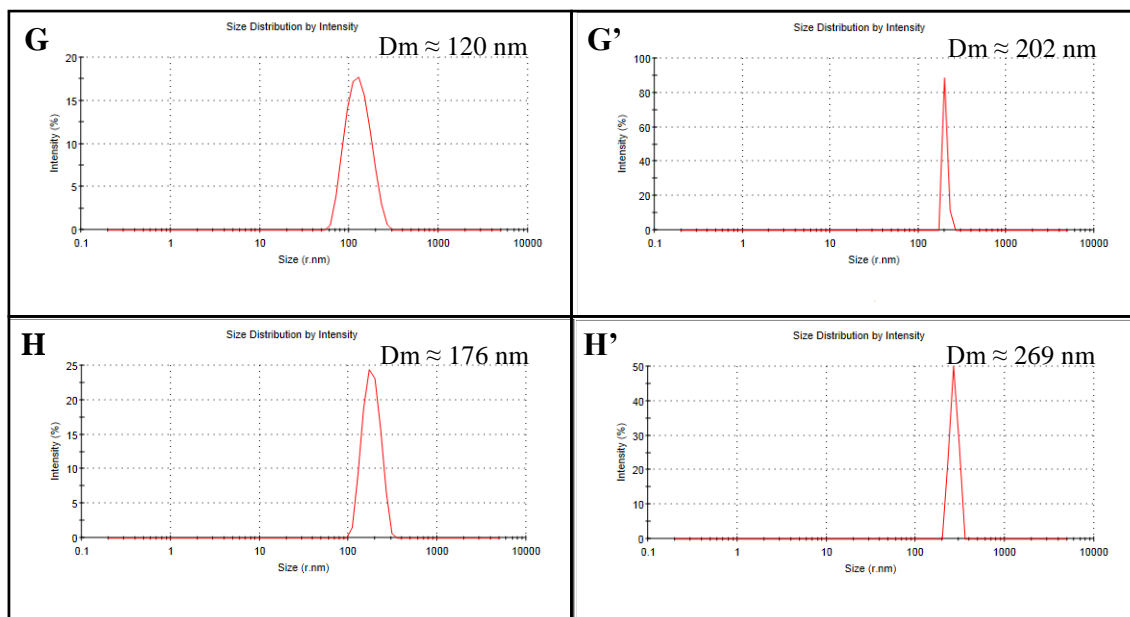 G
Size Distribution by Intensity
Dm ≈ 120 nm
20
15
10
5
0
Intensity (%)
0.1 1 10 100 1000 10000
Size (r.nm)
G’
Size Distribution by Intensity
Dm ≈ 202 nm
100
80
60
40
20
0
Intensity (%)
0.1 1 10 100 1000 10000
Size (r.nm)
H
Size Distribution by Intensity
Dm ≈ 176 nm
25
20
15
10
5
0
Intensity (%)
0.1 1 10 100 1000 10000
Size (r.nm)
H’
Size Distribution by Intensity
Dm ≈ 269 nm
50
40
30
20
10
0
Intensity (%)
0.1 1 10 100 1000 10000
Size (r.nm)